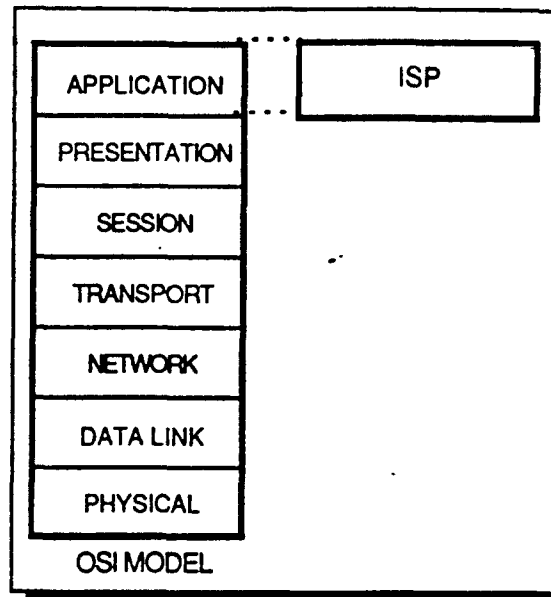 APPLICATION
ISP
PRESENTATION
SESSION
TRANSPORT
NETWORK
DATA LINK
PHYSICAL
OSI MODEL